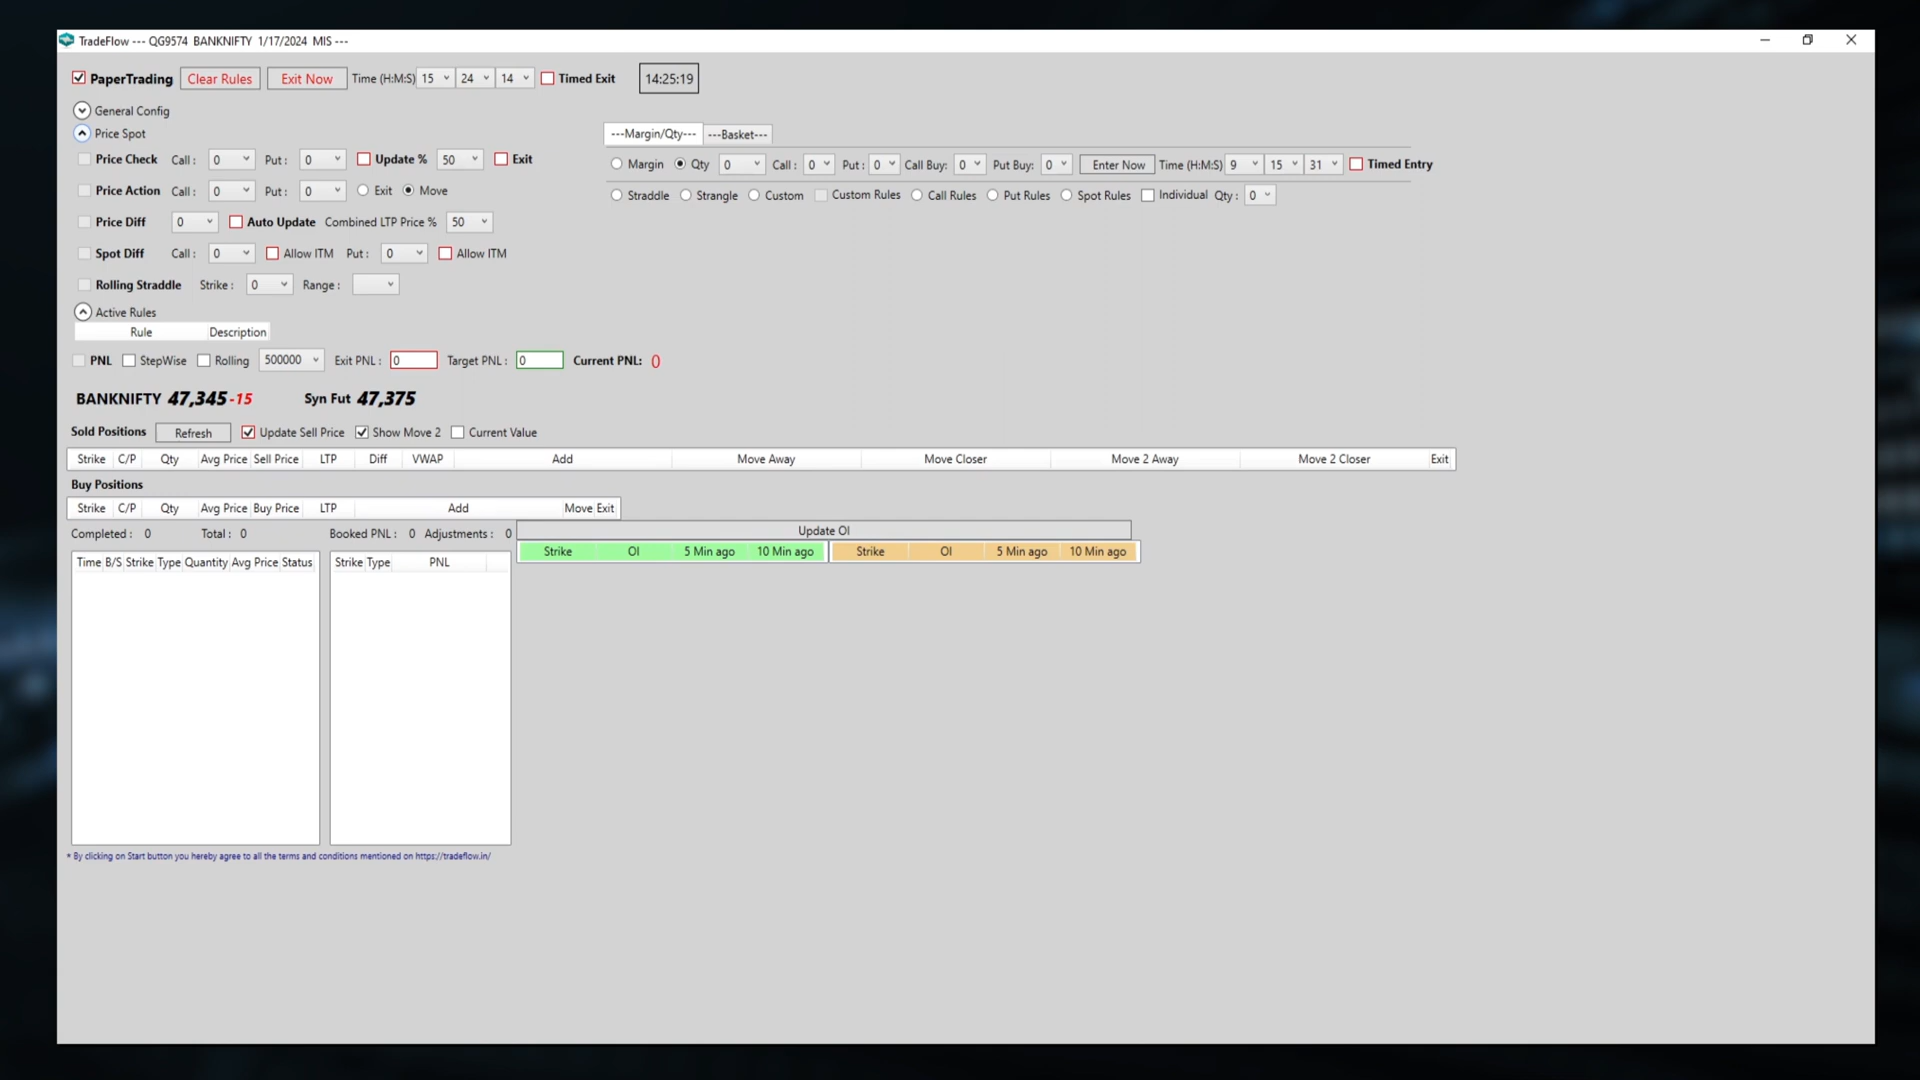 TradeFlow --- QG9574 BANKNIFTY 1/17/2024 MIS ---
PaperTrading Clear Rules Exit Now Time (H:M:S) 15 24 14 Timed Exit 14:25:19
General Config
Price Spot
---Margin/Qty--- ---Basket---
Price Check Call : 0 Put : 0 Update % 50 Exit
Margin Qty 0 Call : 0 Put : 0 Call Buy: 0 Put Buy: 0 Enter Now Time (H:M:S) 9 15 31 Timed Entry
Price Action Call : 0 Put : 0 Exit Move
Straddle Strangle Custom Custom Rules Call Rules Put Rules Spot Rules Individual Qty : 0
Price Diff 0 Auto Update Combined LTP Price % 50
Spot Diff Call : 0 Allow ITM Put : 0 Allow ITM
Rolling Straddle Strike : 0 Range :
Active Rules
Rule Description
PNL StepWise Rolling 500000 Exit PNL : 0 Target PNL : 0 Current PNL: 0
BANKNIFTY 47,345 -15 Syn Fut 47,375
Sold Positions Refresh Update Sell Price Show Move 2 Current Value
Strike C/P Qty Avg Price Sell Price LTP Diff VWAP Add Move Away Move Closer Move 2 Away Move 2 Closer Exit
Buy Positions
Strike C/P Qty Avg Price Buy Price LTP Add Move Exit
Completed : 0 Total : 0 Booked PNL : 0 Adjustments : 0 Update OI
Strike OI 5 Min ago 10 Min ago Strike OI 5 Min ago 10 Min ago
Time B/S Strike Type Quantity Avg Price Status Strike Type PNL
* By clicking on Start button you hereby agree to all the terms and conditions mentioned on https://tradeflow.in/